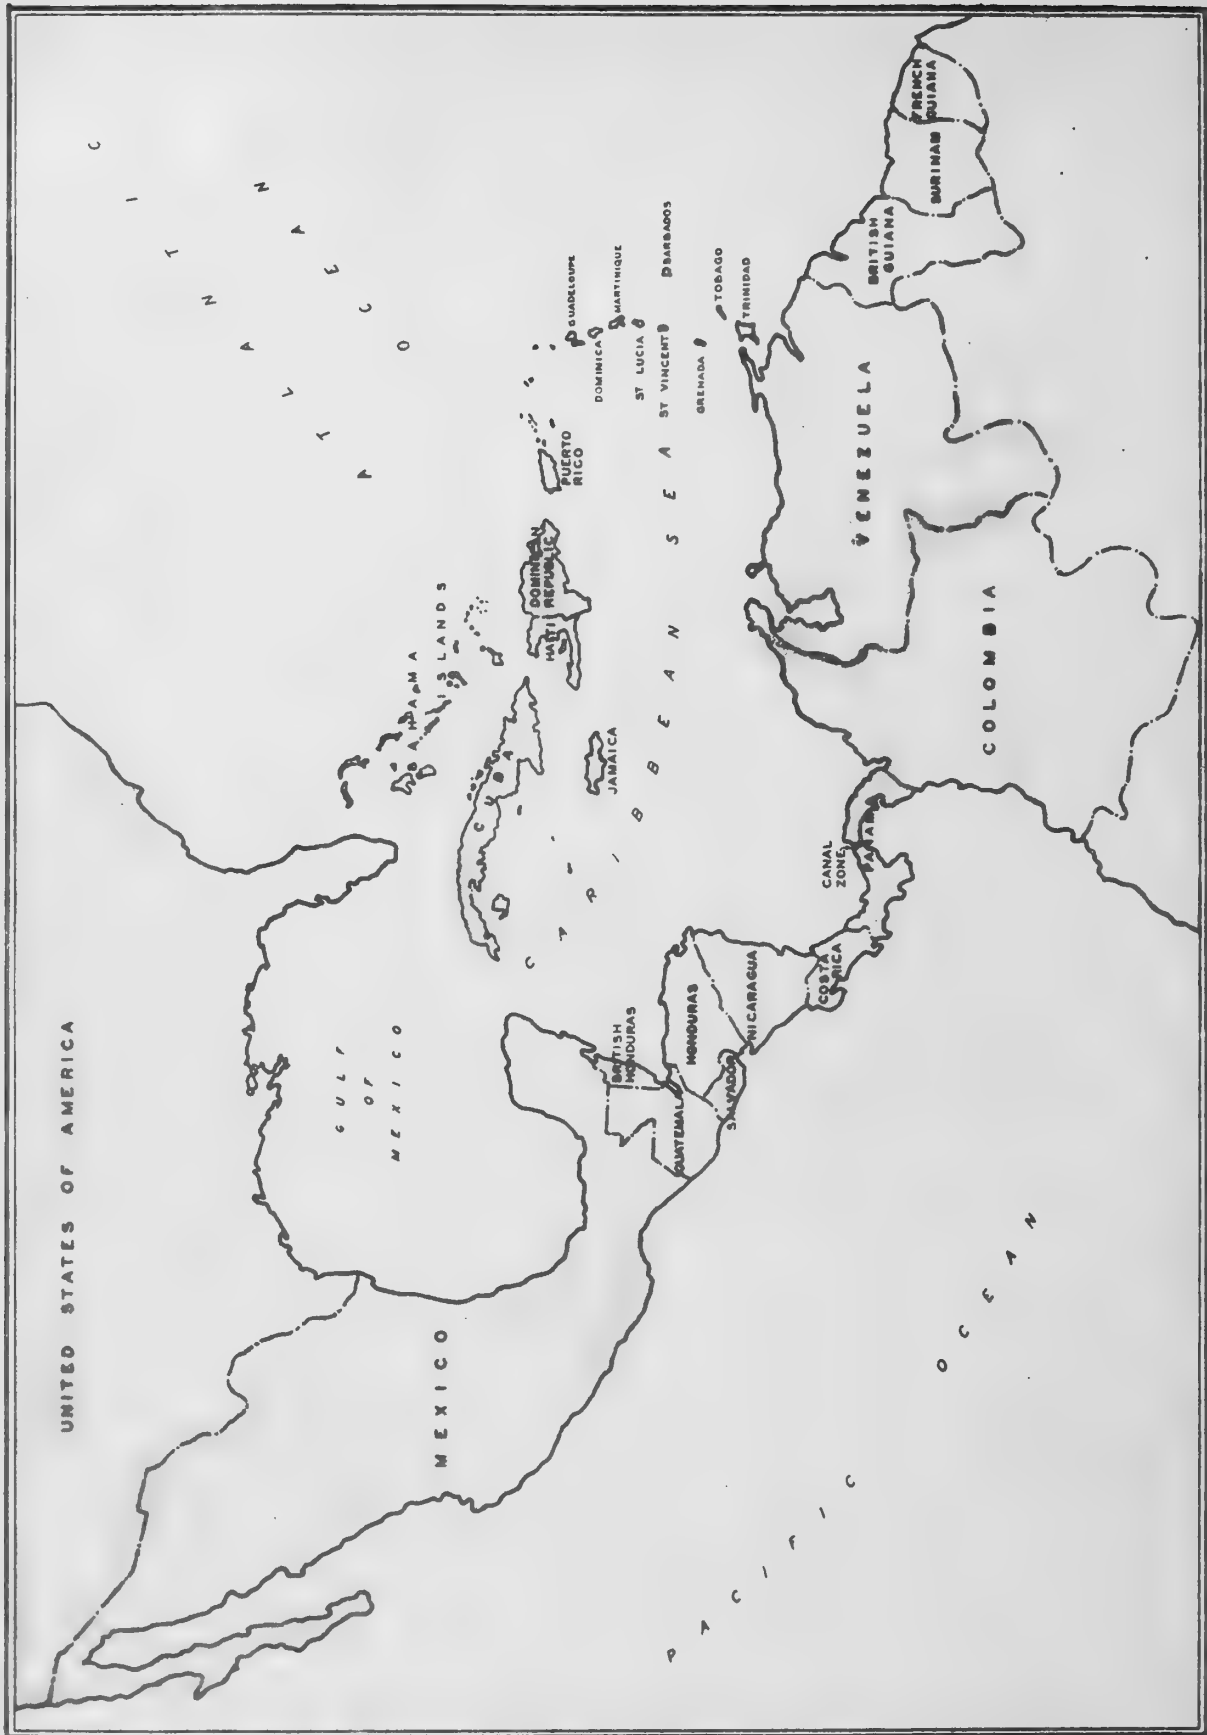 UNITED STATES OF AMERICA
ATLANTIC
OCEAN
GULF
OF
MEXICO
BAHAMA
ISLANDS
MEXICO
CUBA
HAITI
DOMINICAN
REPUBLIC
PUERTO
RICO
GUADELOUPE
DOMINICA
MARTINIQUE
ST LUCIA
ST VINCENT
BARBADOS
GRENADA
TOBAGO
TRINIDAD
JAMAICA
CARIBBEAN SEA
BRITISH
HONDURAS
GUATEMALA
HONDURAS
SALVADOR
NICARAGUA
COSTA
RICA
CANAL
ZONE
PANAMA
VENEZUELA
COLOMBIA
BRITISH
GUIANA
SURINAM
FRENCH
GUIANA
PACIFIC
OCEAN